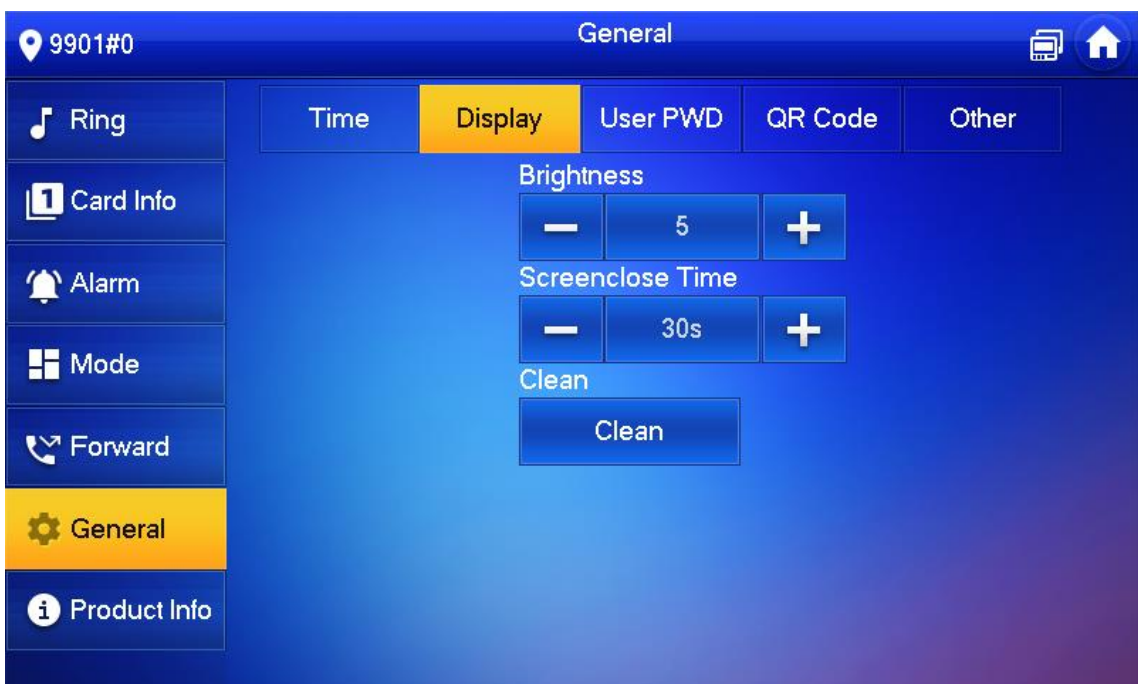 9901#0
General
Ring
Card Info
Alarm
Mode
Forward
General
Product Info
Time Display User PWD QR Code Other
Brightness
5
Screenclose Time
30s
Clean
Clean